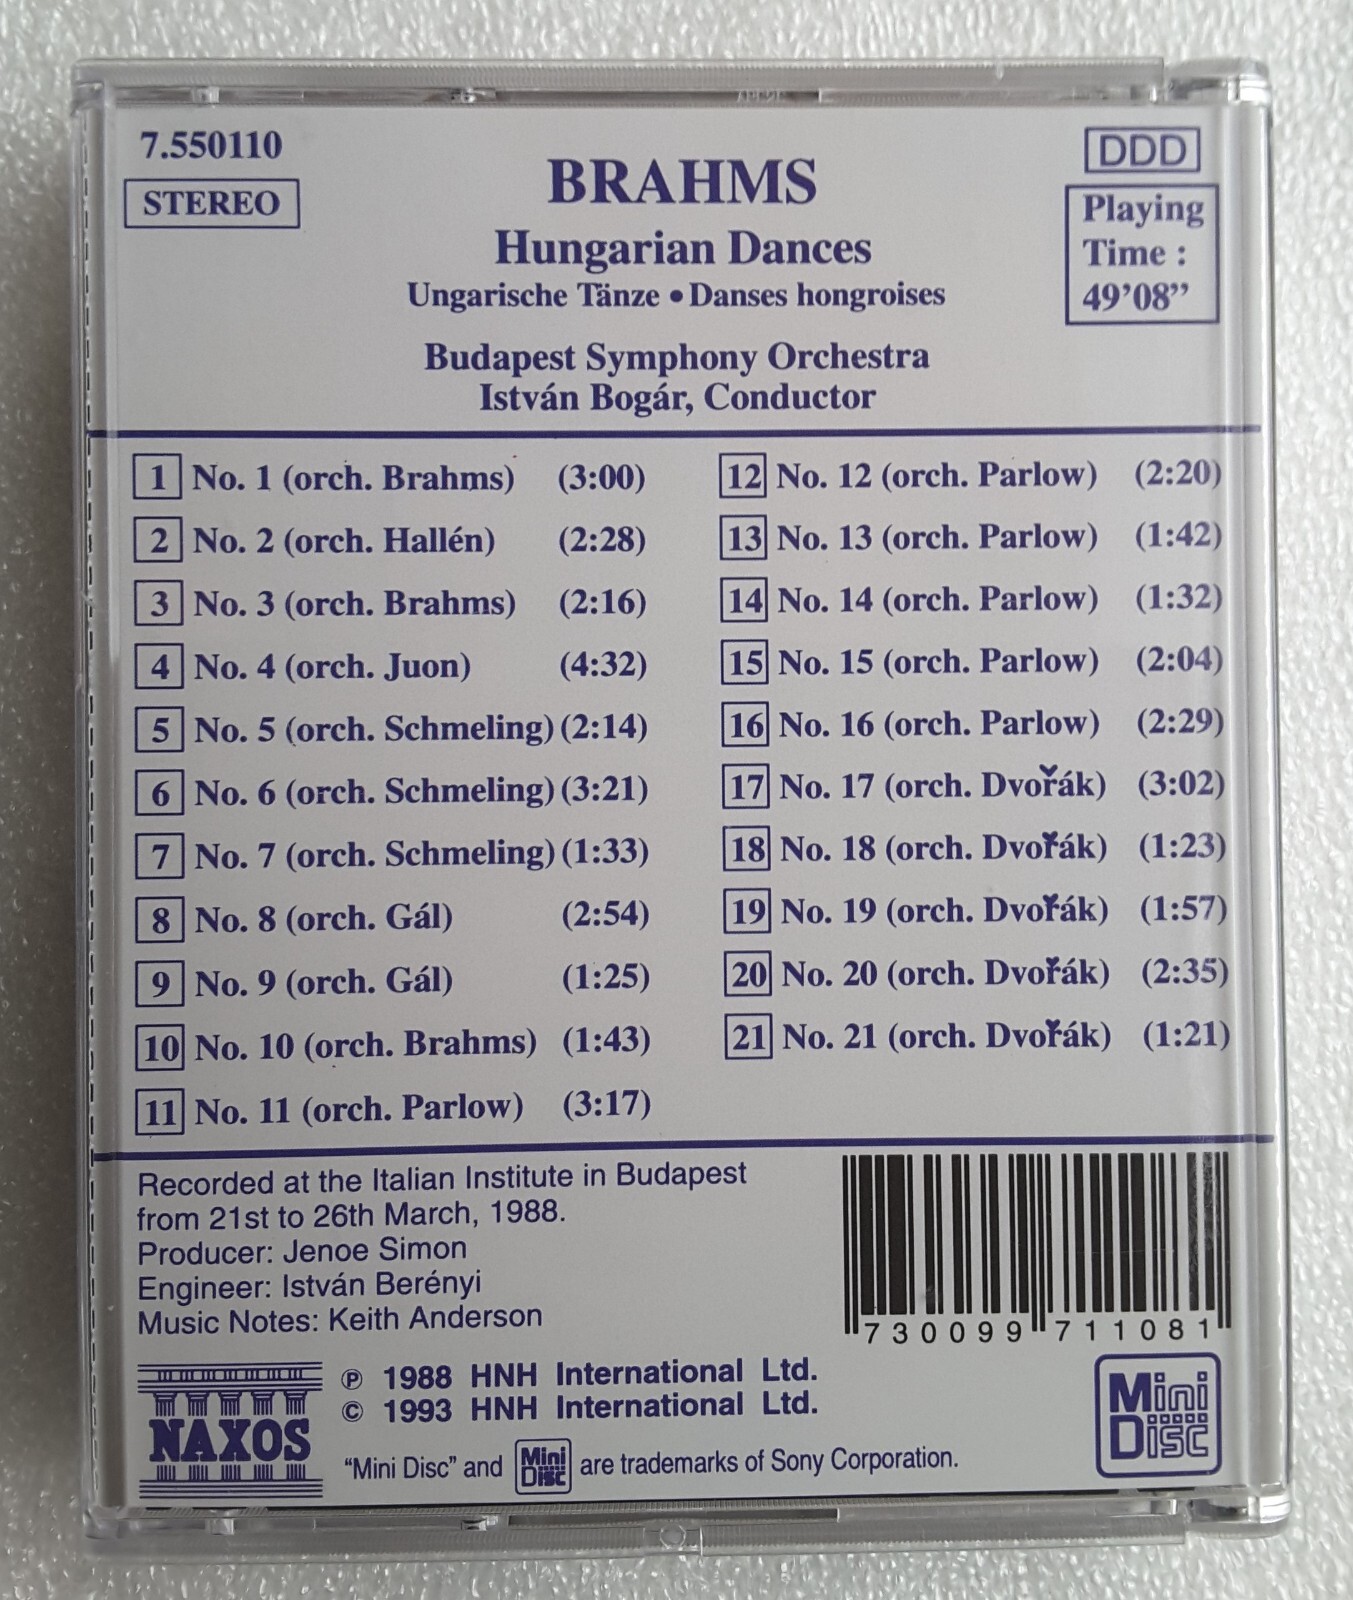 7.550110
STEREO
BRAHMS
Hungarian Dances
Ungarische Tänze • Danses hongroises
Budapest Symphony Orchestra
István Bogár, Conductor
DDD
Playing
Time :
49’08”
1 No. 1 (orch. Brahms) (3:00)
2 No. 2 (orch. Hallén) (2:28)
3 No. 3 (orch. Brahms) (2:16)
4 No. 4 (orch. Juon) (4:32)
5 No. 5 (orch. Schmeling) (2:14)
6 No. 6 (orch. Schmeling) (3:21)
7 No. 7 (orch. Schmeling) (1:33)
8 No. 8 (orch. Gál) (2:54)
9 No. 9 (orch. Gál) (1:25)
10 No. 10 (orch. Brahms) (1:43)
11 No. 11 (orch. Parlow) (3:17)
12 No. 12 (orch. Parlow) (2:20)
13 No. 13 (orch. Parlow) (1:42)
14 No. 14 (orch. Parlow) (1:32)
15 No. 15 (orch. Parlow) (2:04)
16 No. 16 (orch. Parlow) (2:29)
17 No. 17 (orch. Dvořák) (3:02)
18 No. 18 (orch. Dvořák) (1:23)
19 No. 19 (orch. Dvořák) (1:57)
20 No. 20 (orch. Dvořák) (2:35)
21 No. 21 (orch. Dvořák) (1:21)
Recorded at the Italian Institute in Budapest
from 21st to 26th March, 1988.
Producer: Jenoe Simon
Engineer: István Berényi
Music Notes: Keith Anderson
7 30099 71108 1
NAXOS
℗ 1988 HNH International Ltd.
© 1993 HNH International Ltd.
“Mini Disc” and Mini Disc are trademarks of Sony Corporation.
Mini
Disc